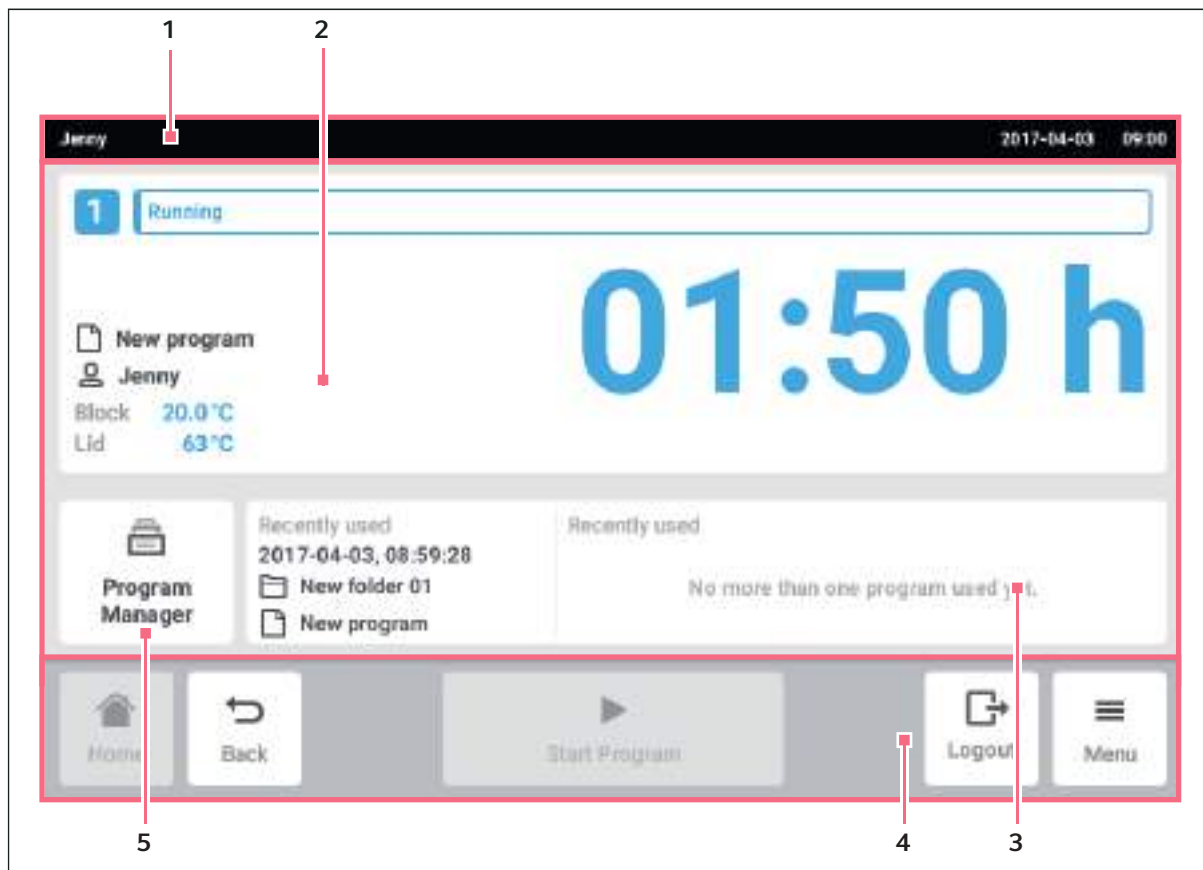 1 2
Jenny 2017-04-03 09:00
1 Running
01:50 h
New program
Jenny
Block 20.0°C
Lid 63°C
Program
Manager
Recently used
2017-04-03, 08:59:28
New folder 01
New program
Recently used
No more than one program used yet.
Home Back Start Program Logout Menu
5 4 3